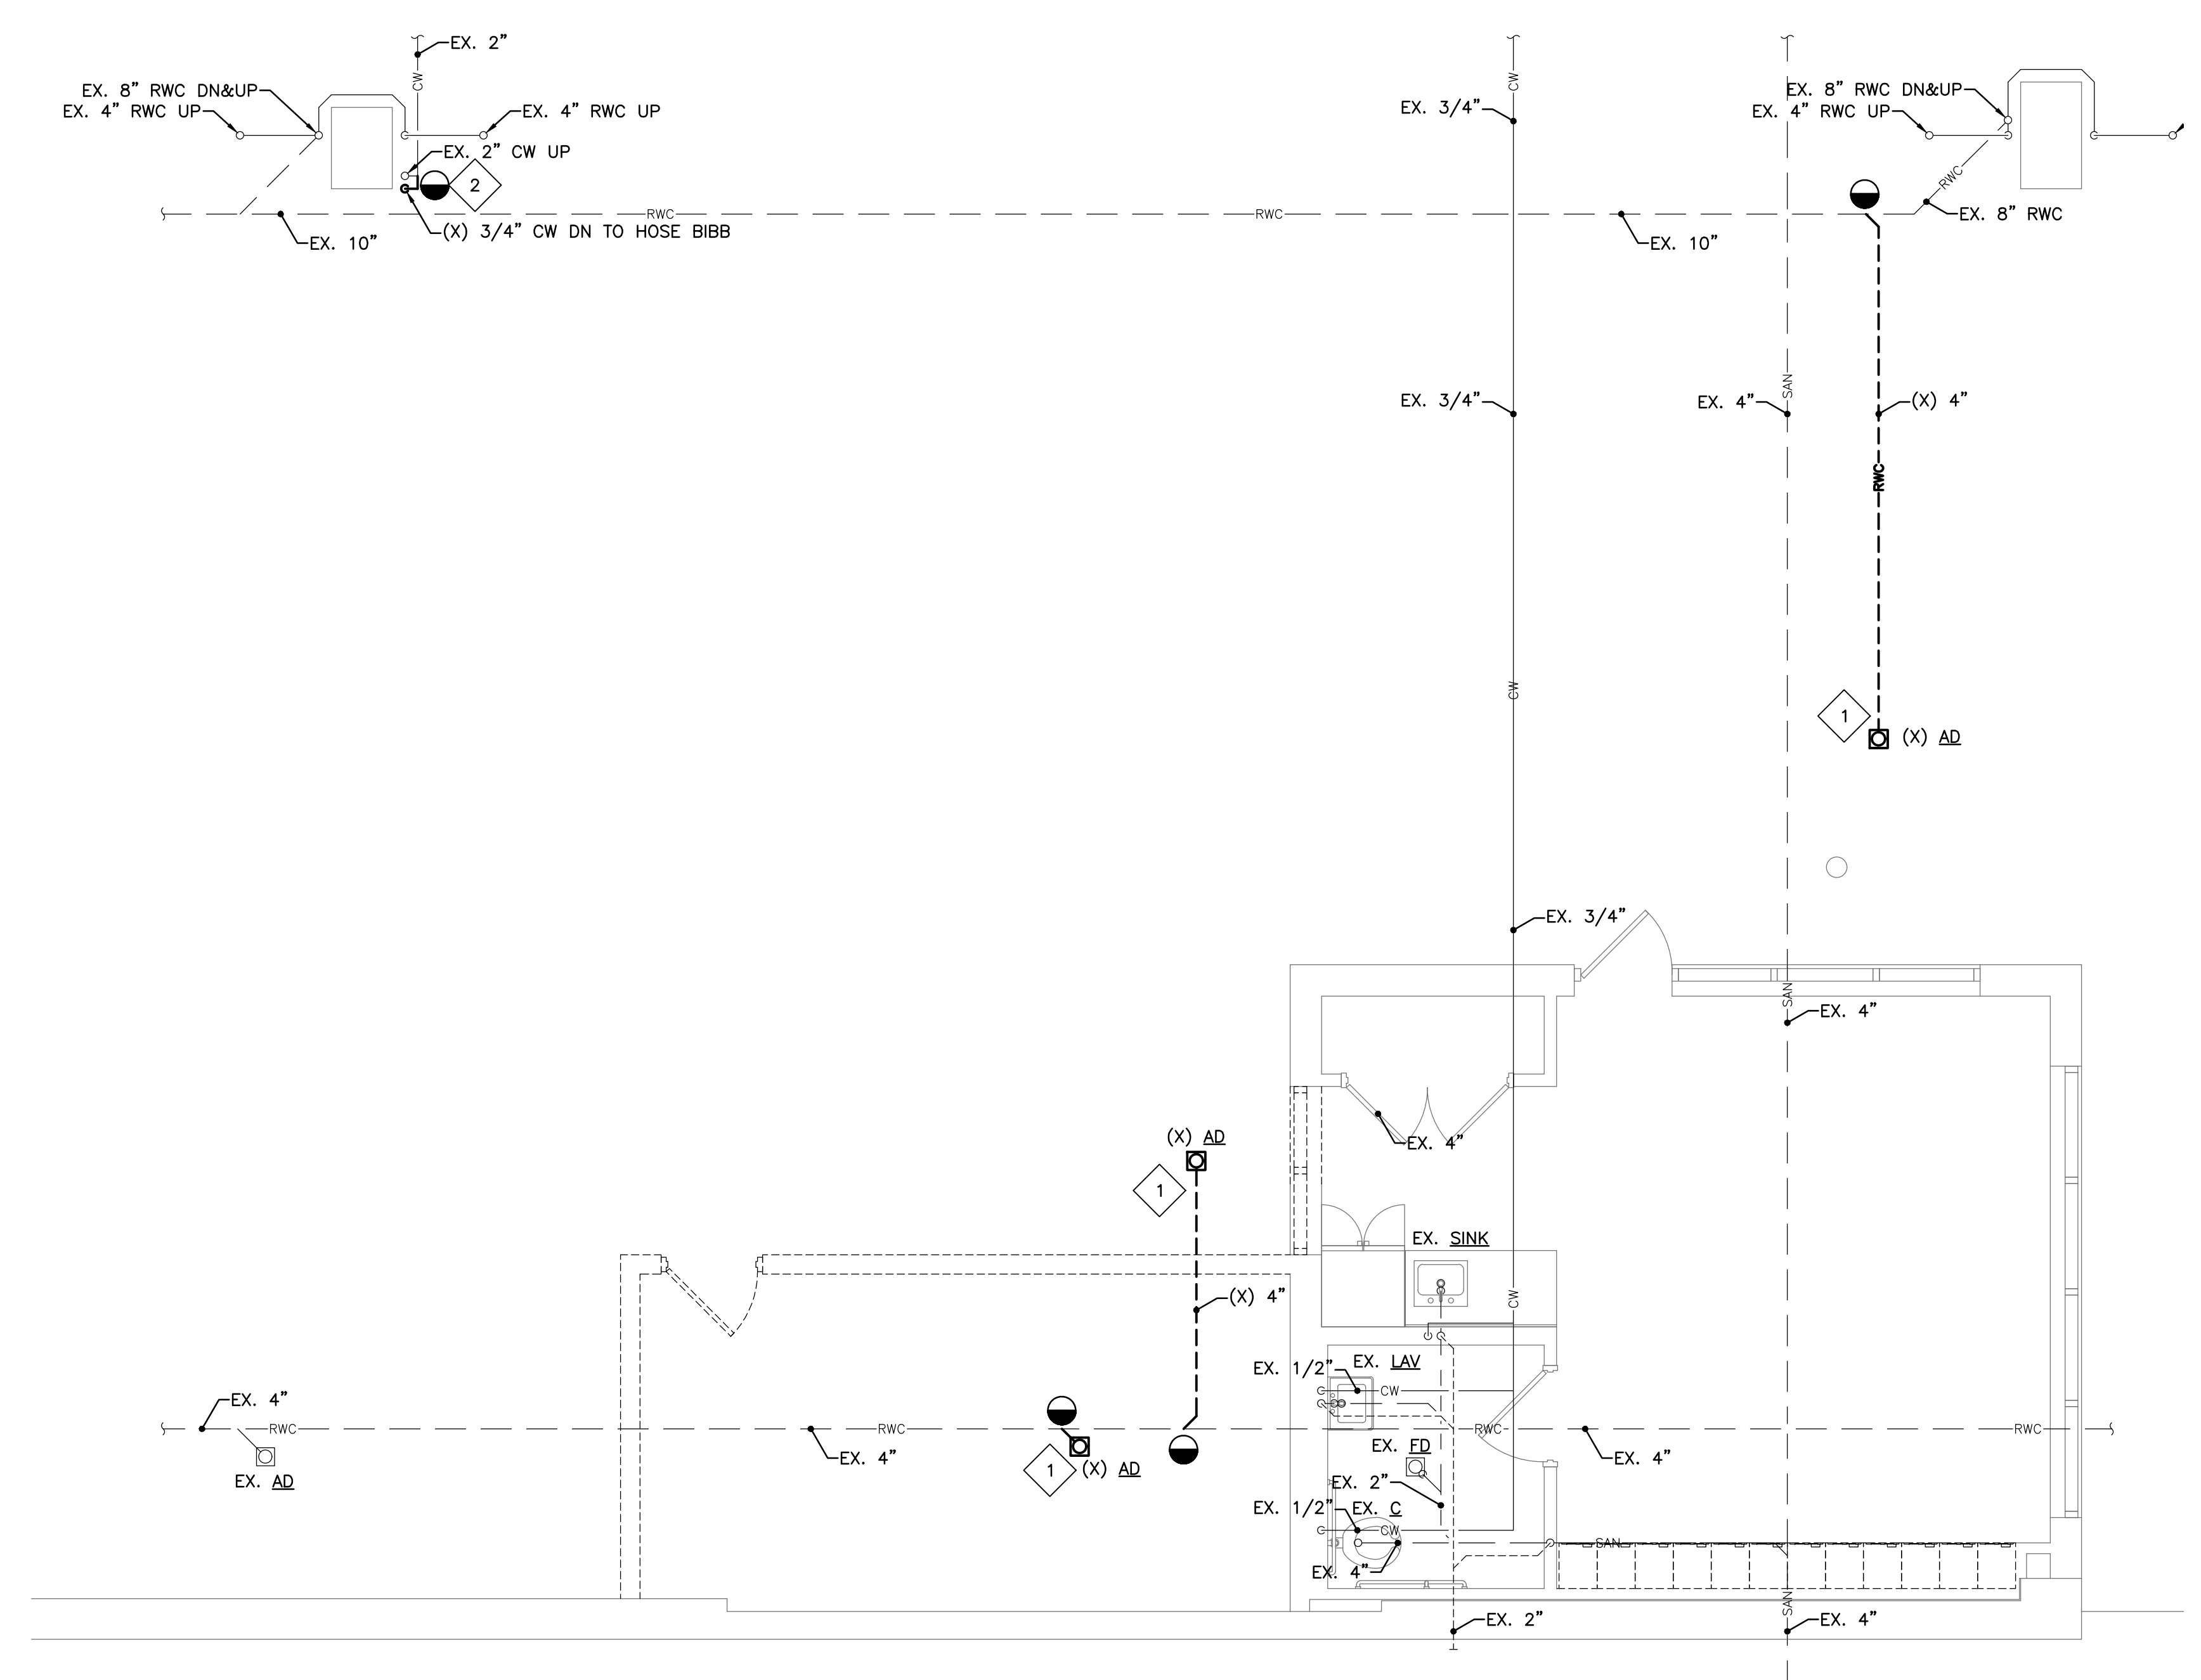 EX. 2”
CW
EX. 8” RWC DN&UP
EX. 4” RWC UP
EX. 4” RWC UP
EX. 2” CW UP
2
RWC
RWC
EX. 10”
(X) 3/4” CW DN TO HOSE BIBB
CW
EX. 3/4”
EX. 8” RWC DN&UP
EX. 4” RWC UP
RWC
EX. 8” RWC
EX. 10”
EX. 3/4”
SAN
EX. 4”
(X) 4”
RWC
CW
1
(X) AD
EX. 3/4”
SAN
EX. 4”
EX. 4”
(X) AD
1
EX. SINK
(X) 4”
CW
EX. 1/2”
EX. LAV
CW
EX. 4”
RWC
RWC
RWC
RWC
EX. AD
EX. 4”
1
(X) AD
EX. FD
EX. 4”
EX. 2”
EX. 1/2”
EX. C
CW
SAN
EX. 4”
SAN
EX. 2”
EX. 4”